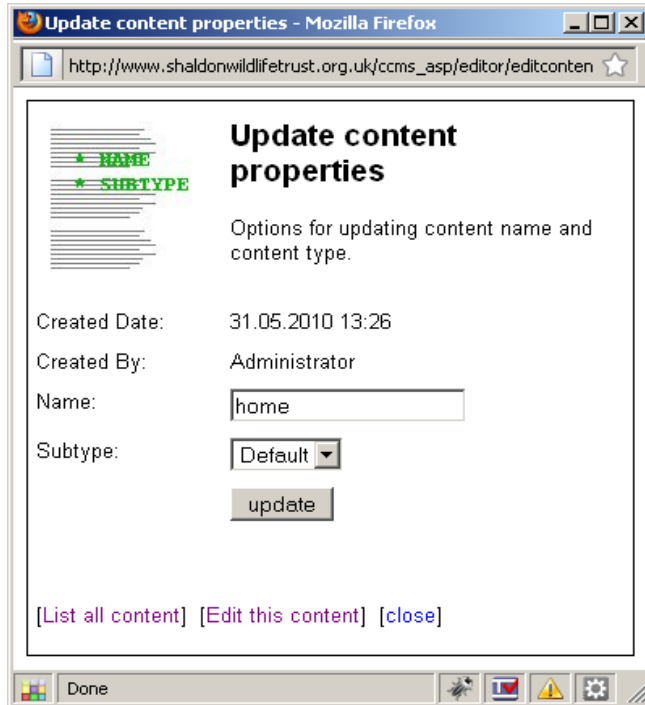 Update content properties - Mozilla Firefox
http://www.shaldonwildlifetrust.org.uk/ccms_asp/editor/editconten
* NAME
* SUBTYPE
Update content
properties
Options for updating content name and
content type.
Created Date: 31.05.2010 13:26
Created By: Administrator
Name: home
Subtype: Default
update
[List all content] [Edit this content] [close]
Done